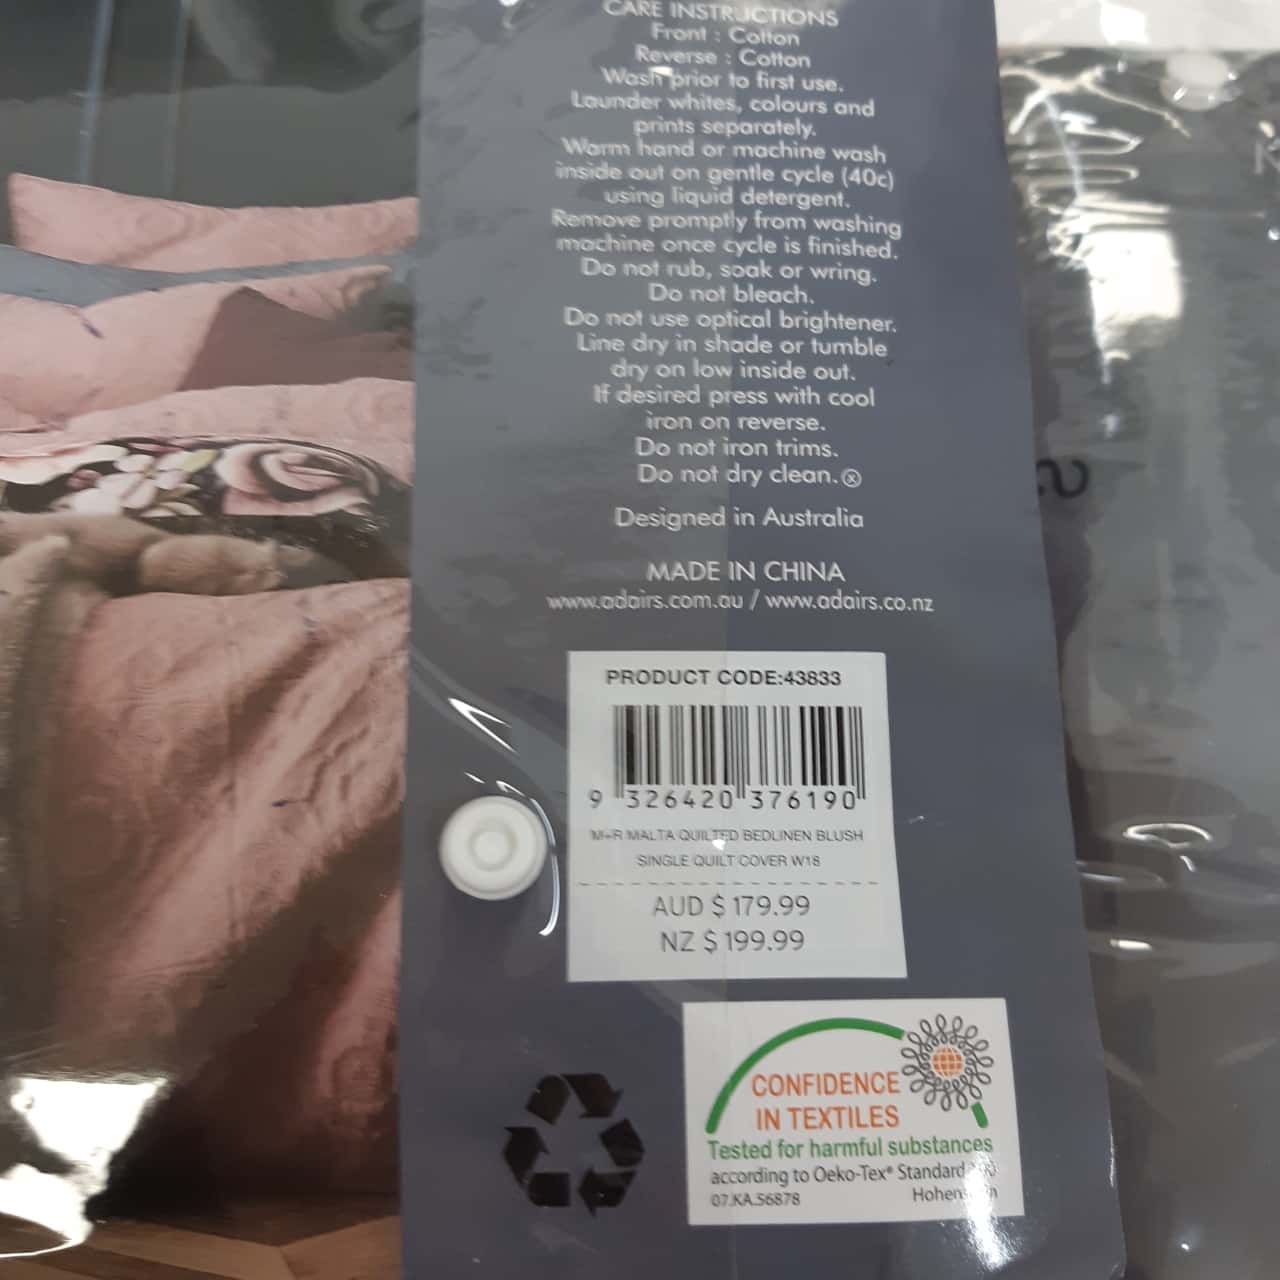 CARE INSTRUCTIONS
Front : Cotton
Reverse : Cotton
Wash prior to first use.
Launder whites, colours and
prints separately.
Warm hand or machine wash
inside out on gentle cycle (40c)
using liquid detergent.
Remove promptly from washing
machine once cycle is finished.
Do not rub, soak or wring.
Do not bleach.
Do not use optical brightener.
Line dry in shade or tumble
dry on low inside out.
If desired press with cool
iron on reverse.
Do not iron trims.
Do not dry clean.ⓧ
Designed in Australia
MADE IN CHINA
www.adairs.com.au / www.adairs.co.nz
PRODUCT CODE:43833
9 326420 376190
M+R MALTA QUILTED BEDLINEN BLUSH
SINGLE QUILT COVER W18
AUD $ 179.99
NZ $ 199.99
CONFIDENCE
IN TEXTILES
Tested for harmful substances
according to Oeko-Tex® Standard
07.KA.56878